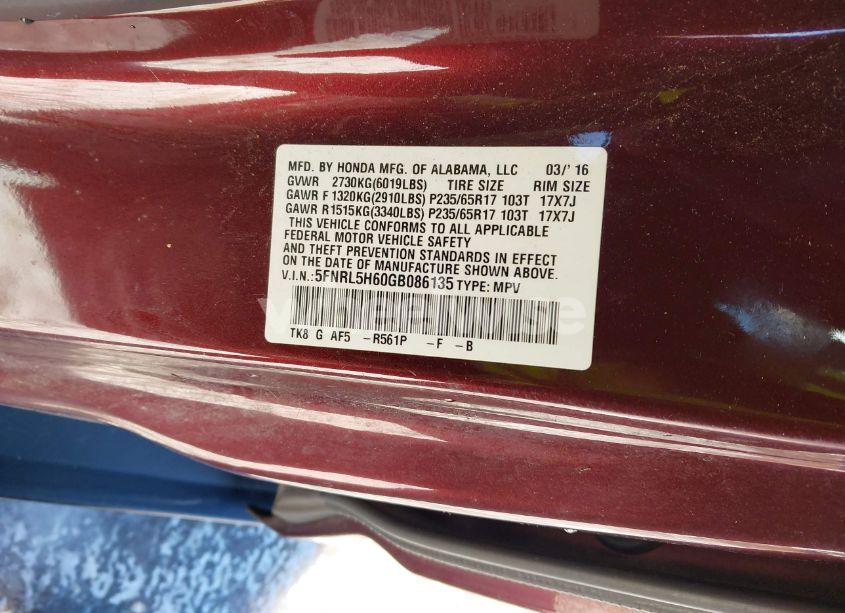 MFD. BY HONDA MFG. OF ALABAMA, LLC 03/' 16
GVWR 2730KG(6019LBS) TIRE SIZE RIM SIZE
GAWR F 1320KG(2910LBS) P235/65R17 103T 17X7J
GAWR R1515KG(3340LBS) P235/65R17 103T 17X7J
THIS VEHICLE CONFORMS TO ALL APPLICABLE
FEDERAL MOTOR VEHICLE SAFETY
AND THEFT PREVENTION STANDARDS IN EFFECT
ON THE DATE OF MANUFACTURE SHOWN ABOVE.
V.I.N.:5FNRL5H60GB086135 TYPE: MPV
TK8 G AF5 -R561P -F -B